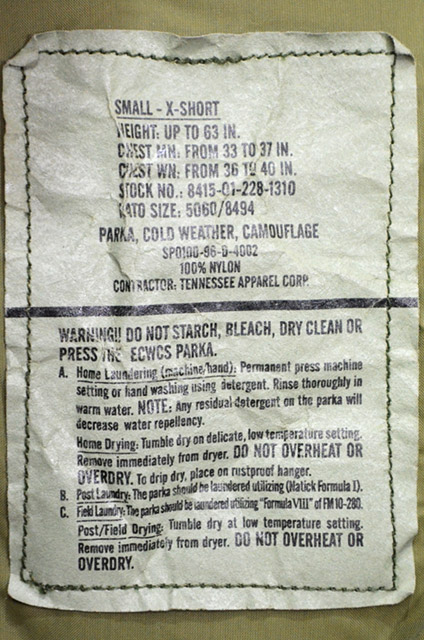 SMALL - X-SHORT
HEIGHT: UP TO 63 IN.
CHEST MN: FROM 33 TO 37 IN.
CHEST WN: FROM 36 TO 40 IN.
STOCK NO.: 8415-01-228-1310
NATO SIZE: 5060/8494
PARKA, COLD WEATHER, CAMOUFLAGE
SPO100-96-D-4002
100% NYLON
CONTRACTOR: TENNESSEE APPAREL CORP.
WARNING!! DO NOT STARCH, BLEACH, DRY CLEAN OR
PRESS THE ECWCS PARKA.
A. Home Laundering (machine/hand): Permanent press machine
setting or hand washing using detergent. Rinse thoroughly in
warm water. NOTE: Any residual detergent on the parka will
decrease water repellency.
Home Drying: Tumble dry on delicate, low temperature setting.
Remove immediately from dryer. DO NOT OVERHEAT OR
OVERDRY. To drip dry, place on rustproof hanger.
B. Post Laundry: The parka should be laundered utilizing (Natick Formula I).
C. Field Laundry: The parka should be laundered utilizing "Formula VIII" of FM 10-280.
Post/Field Drying: Tumble dry at low temperature setting.
Remove immediately from dryer. DO NOT OVERHEAT OR
OVERDRY.